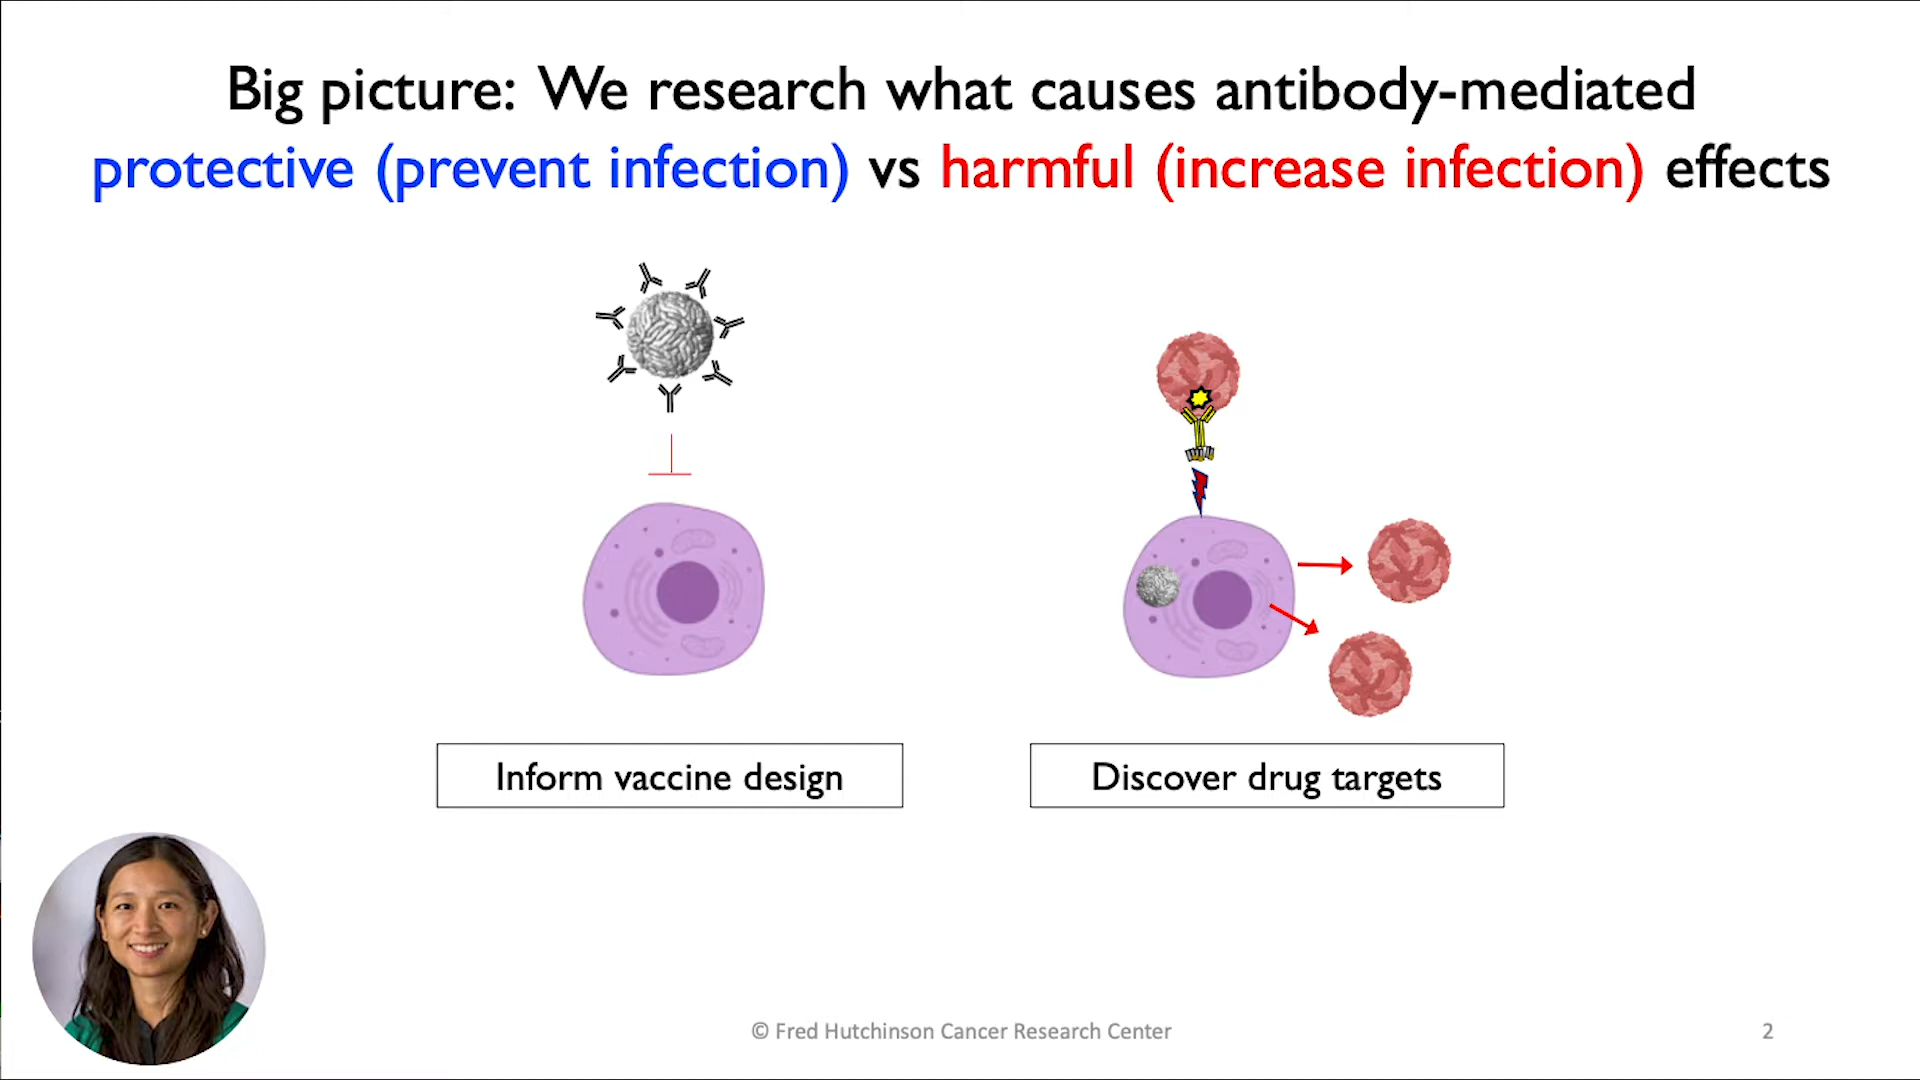 Big picture: We research what causes antibody-mediated
protective (prevent infection) vs harmful (increase infection) effects
Inform vaccine design
Discover drug targets
© Fred Hutchinson Cancer Research Center
2